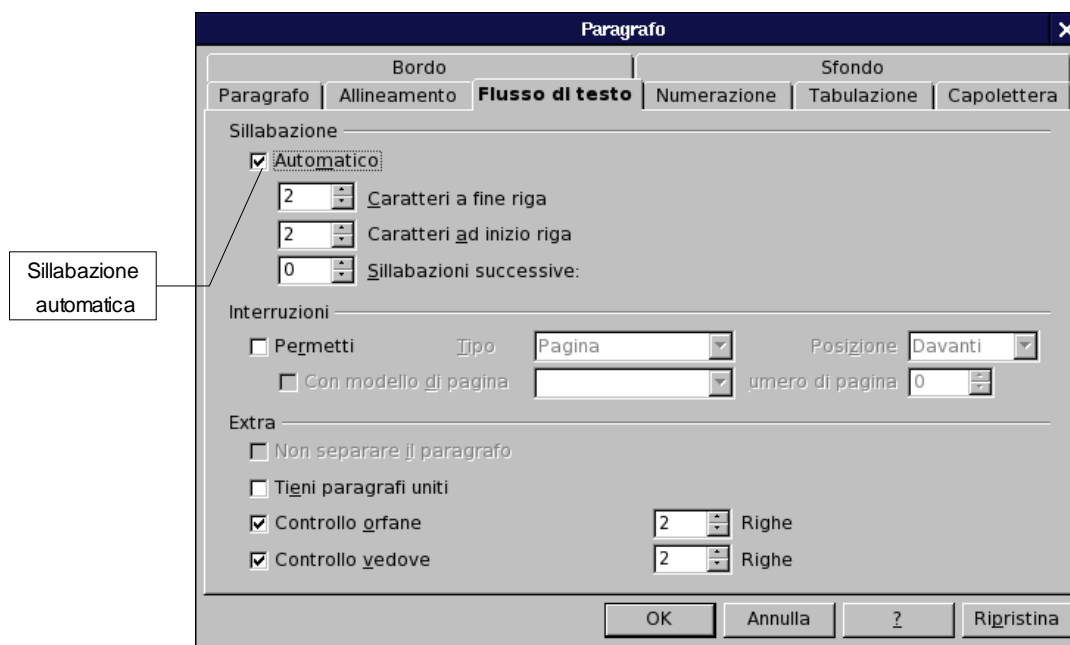 Paragrafo
Bordo Sfondo
Paragrafo Allineamento Flusso di testo Numerazione Tabulazione Capolettera
Sillabazione
Automatico
2 Caratteri a fine riga
2 Caratteri ad inizio riga
0 Sillabazioni successive:
Sillabazione
automatica
Interruzioni
Permetti Tipo Pagina Posizione Davanti
Con modello di pagina umero di pagina 0
Extra
Non separare il paragrafo
Tieni paragrafi uniti
Controllo orfane 2 Righe
Controllo vedove 2 Righe
OK Annulla ? Ripristina